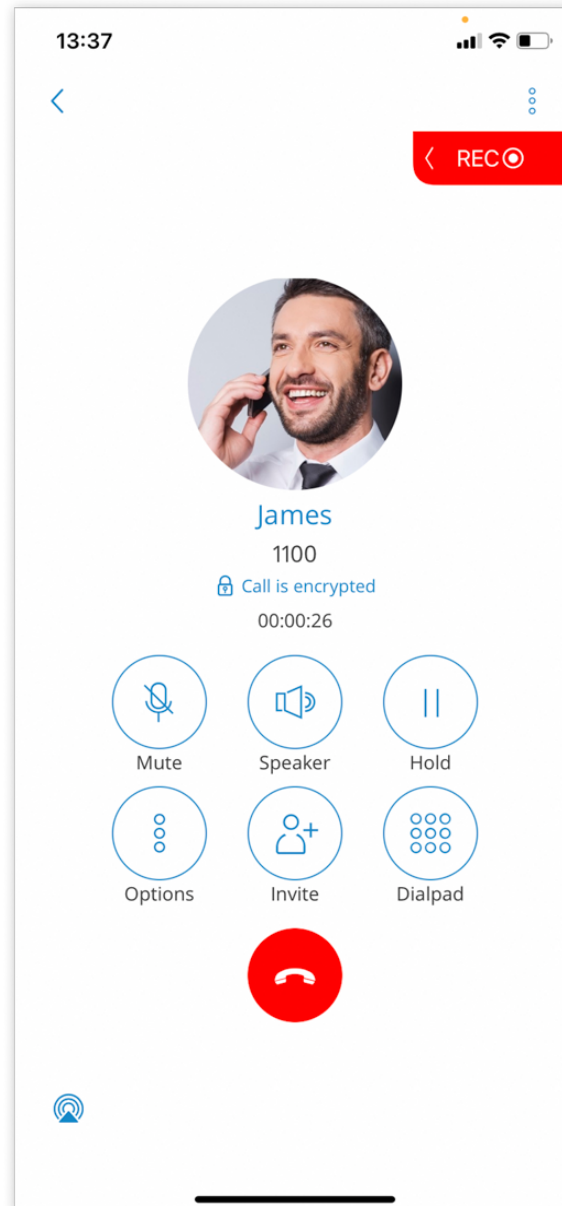 13:37
REC
James
1100
Call is encrypted
00:00:26
Mute Speaker Hold
Options Invite Dialpad